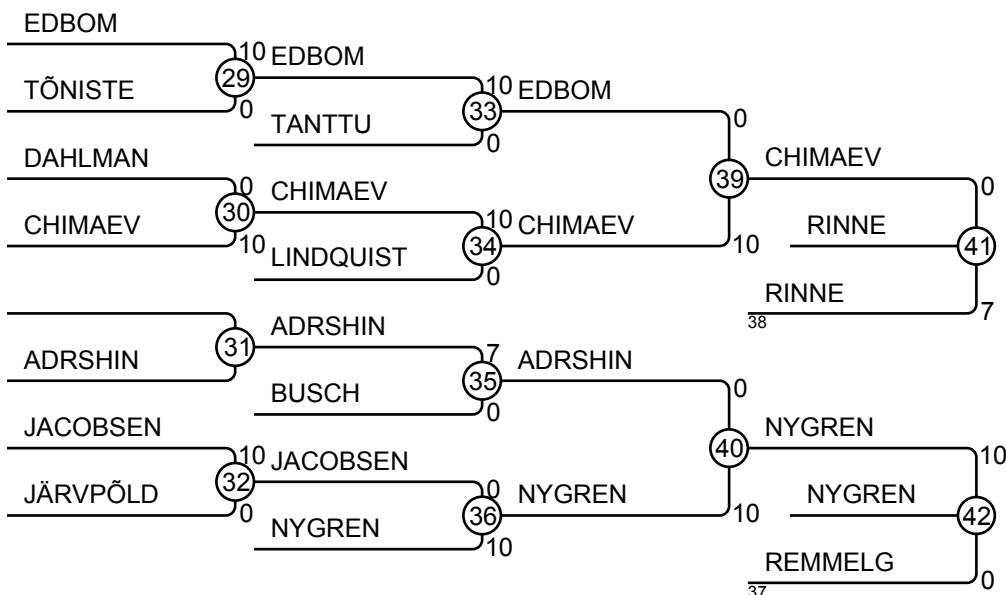 EDBOM
10
29
EDBOM
TÕNISTE
0
10
33
EDBOM
TANTTU
0
0
39
CHIMAEV
DAHLMAN
0
30
CHIMAEV
CHIMAEV
10
10
34
CHIMAEV
10
LINDQUIST
0
0
RINNE
41
RINNE
38
7
31
ADRSHIN
ADRSHIN
7
35
ADRSHIN
BUSCH
0
0
40
NYGREN
JACOBSEN
10
32
JACOBSEN
JÄRVPÕLD
0
0
36
NYGREN
10
NYGREN
10
10
NYGREN
42
REMMELG
37
0